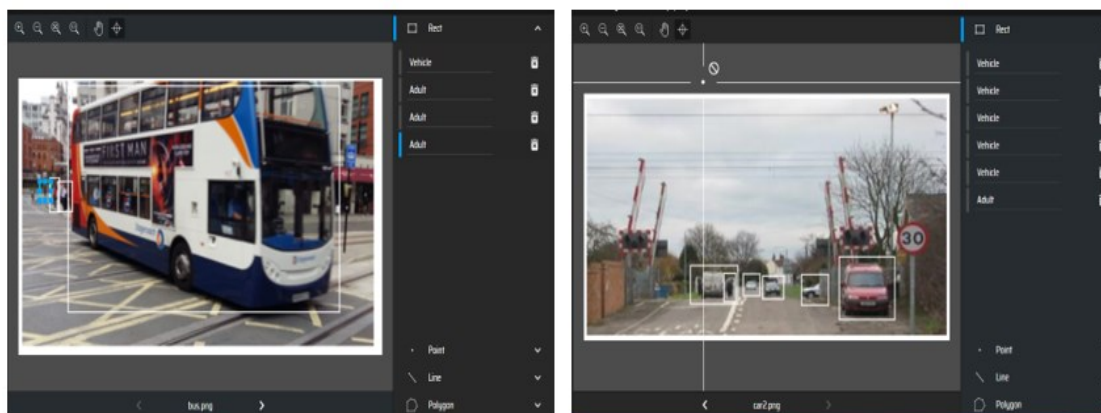 Rect
Vehicle
Adult
Adult
Adult
Point
Line
Polygon
bus.png
FIRST MAN
Rect
Vehicle
Vehicle
Vehicle
Vehicle
Vehicle
Adult
Point
Line
Polygon
car2.png
30